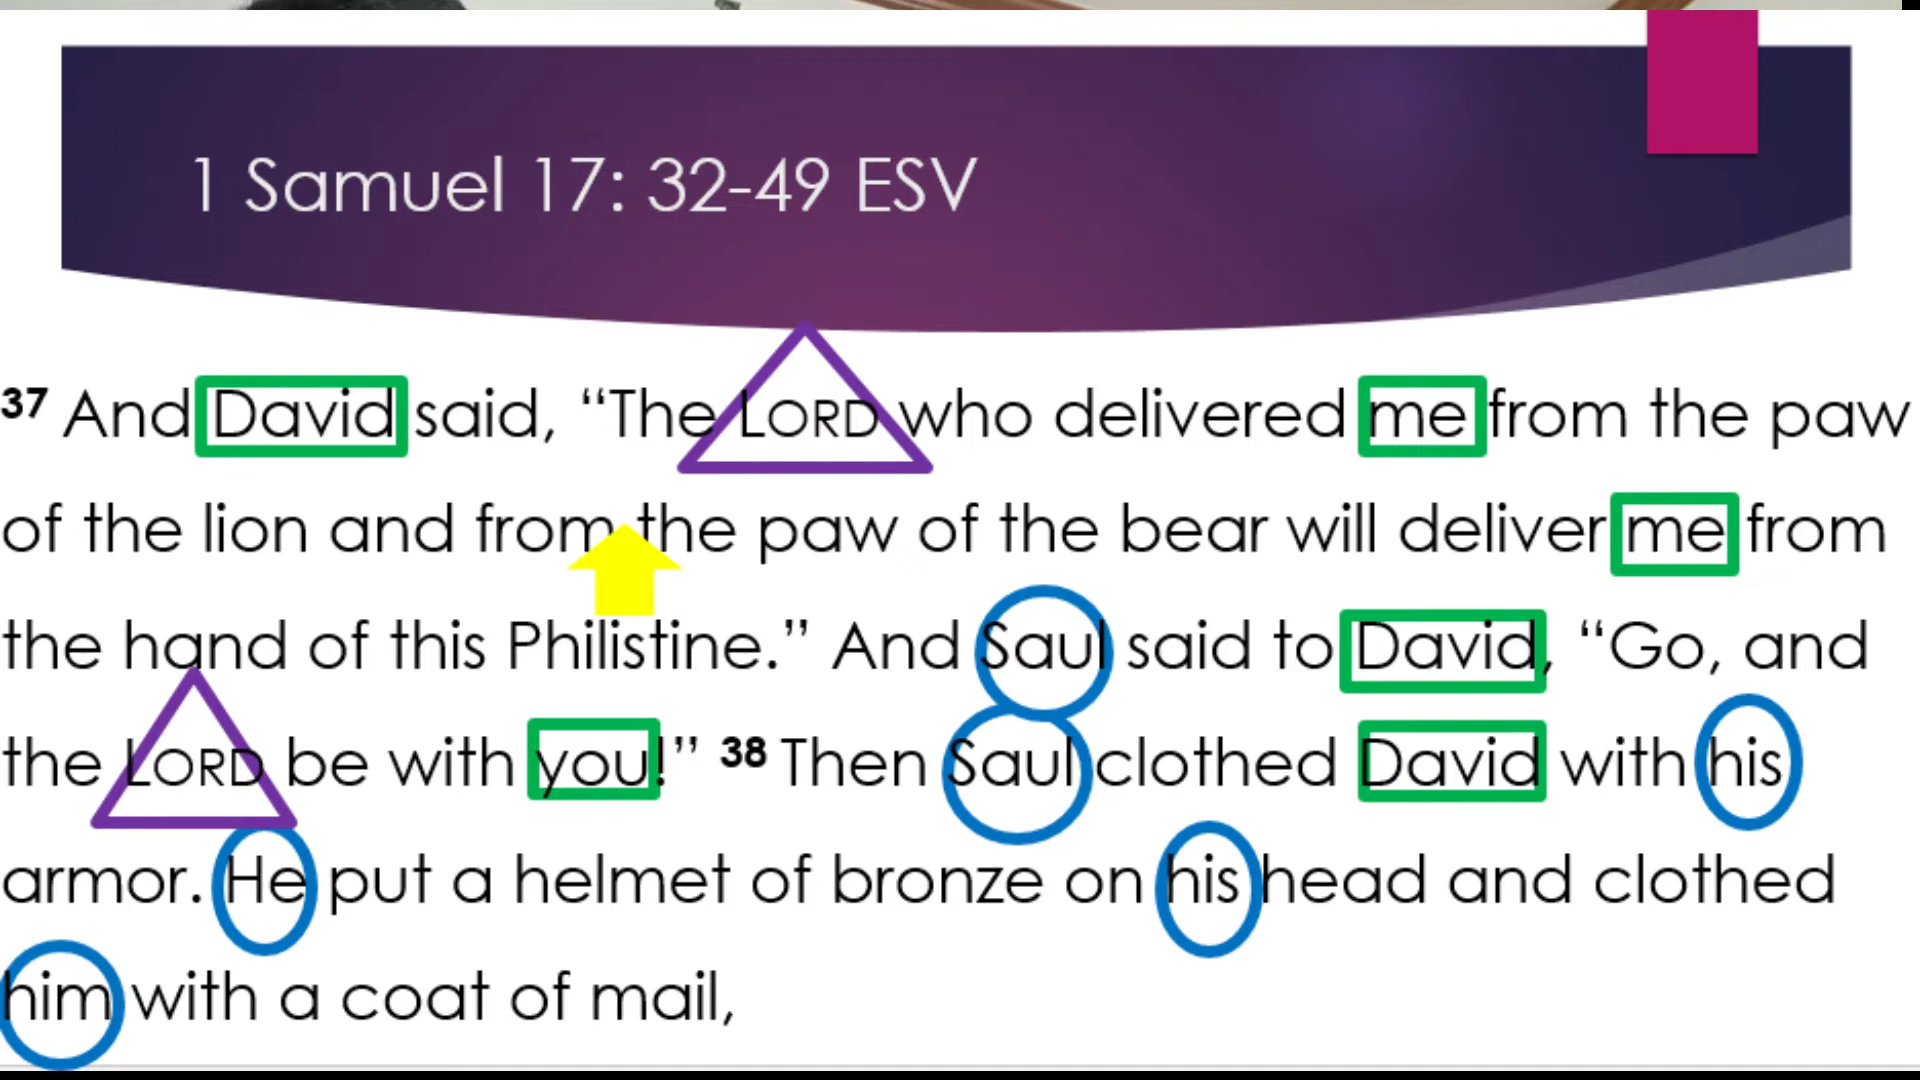 1 Samuel 17: 32-49 ESV
37 And David said, “The LORD who delivered me from the paw
of the lion and from the paw of the bear will deliver me from
the hand of this Philistine.” And Saul said to David, “Go, and
the LORD be with you!” 38 Then Saul clothed David with his
armor. He put a helmet of bronze on his head and clothed
him with a coat of mail,